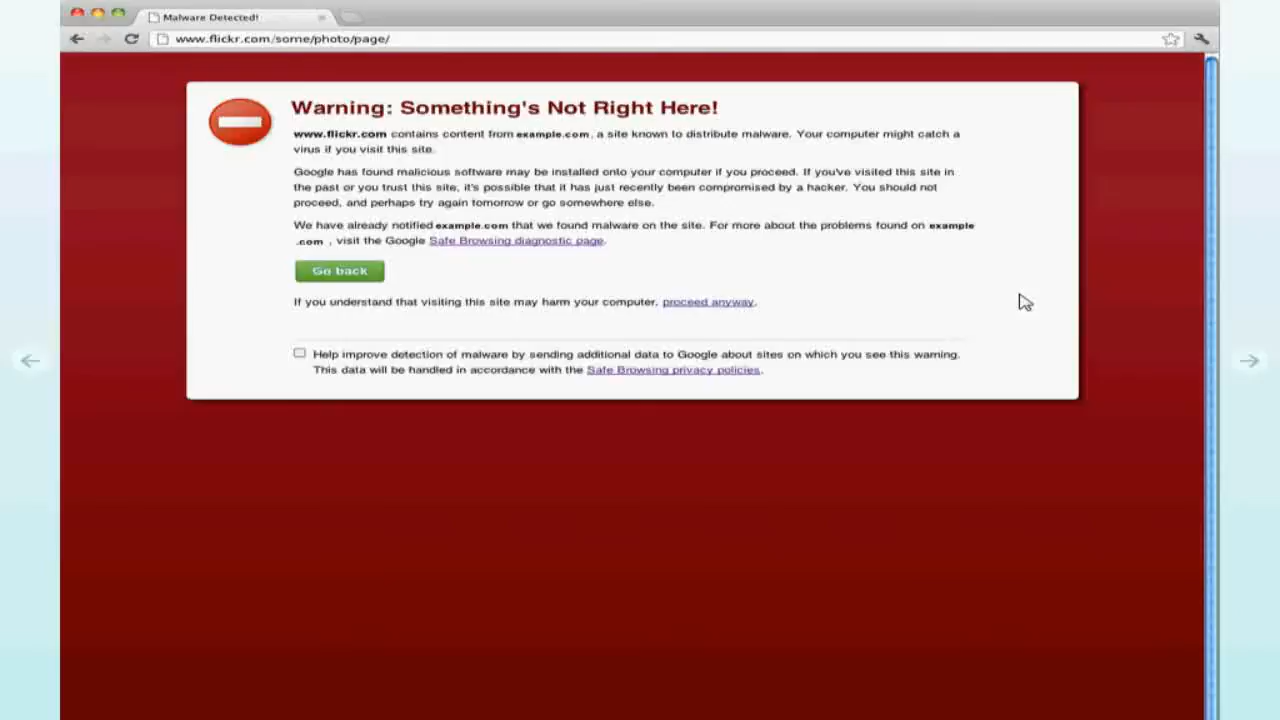 Malware Detected!
www.flickr.com/some/photo/page/
Warning: Something's Not Right Here!
www.flickr.com contains content from example.com, a site known to distribute malware. Your computer might catch a
virus if you visit this site.
Google has found malicious software may be installed onto your computer if you proceed. If you've visited this site in
the past or you trust this site, it's possible that it has just recently been compromised by a hacker. You should not
proceed, and perhaps try again tomorrow or go somewhere else.
We have already notified example.com that we found malware on the site. For more about the problems found on example
.com , visit the Google Safe Browsing diagnostic page.
Go back
If you understand that visiting this site may harm your computer, proceed anyway.
Help improve detection of malware by sending additional data to Google about sites on which you see this warning.
This data will be handled in accordance with the Safe Browsing privacy policies.